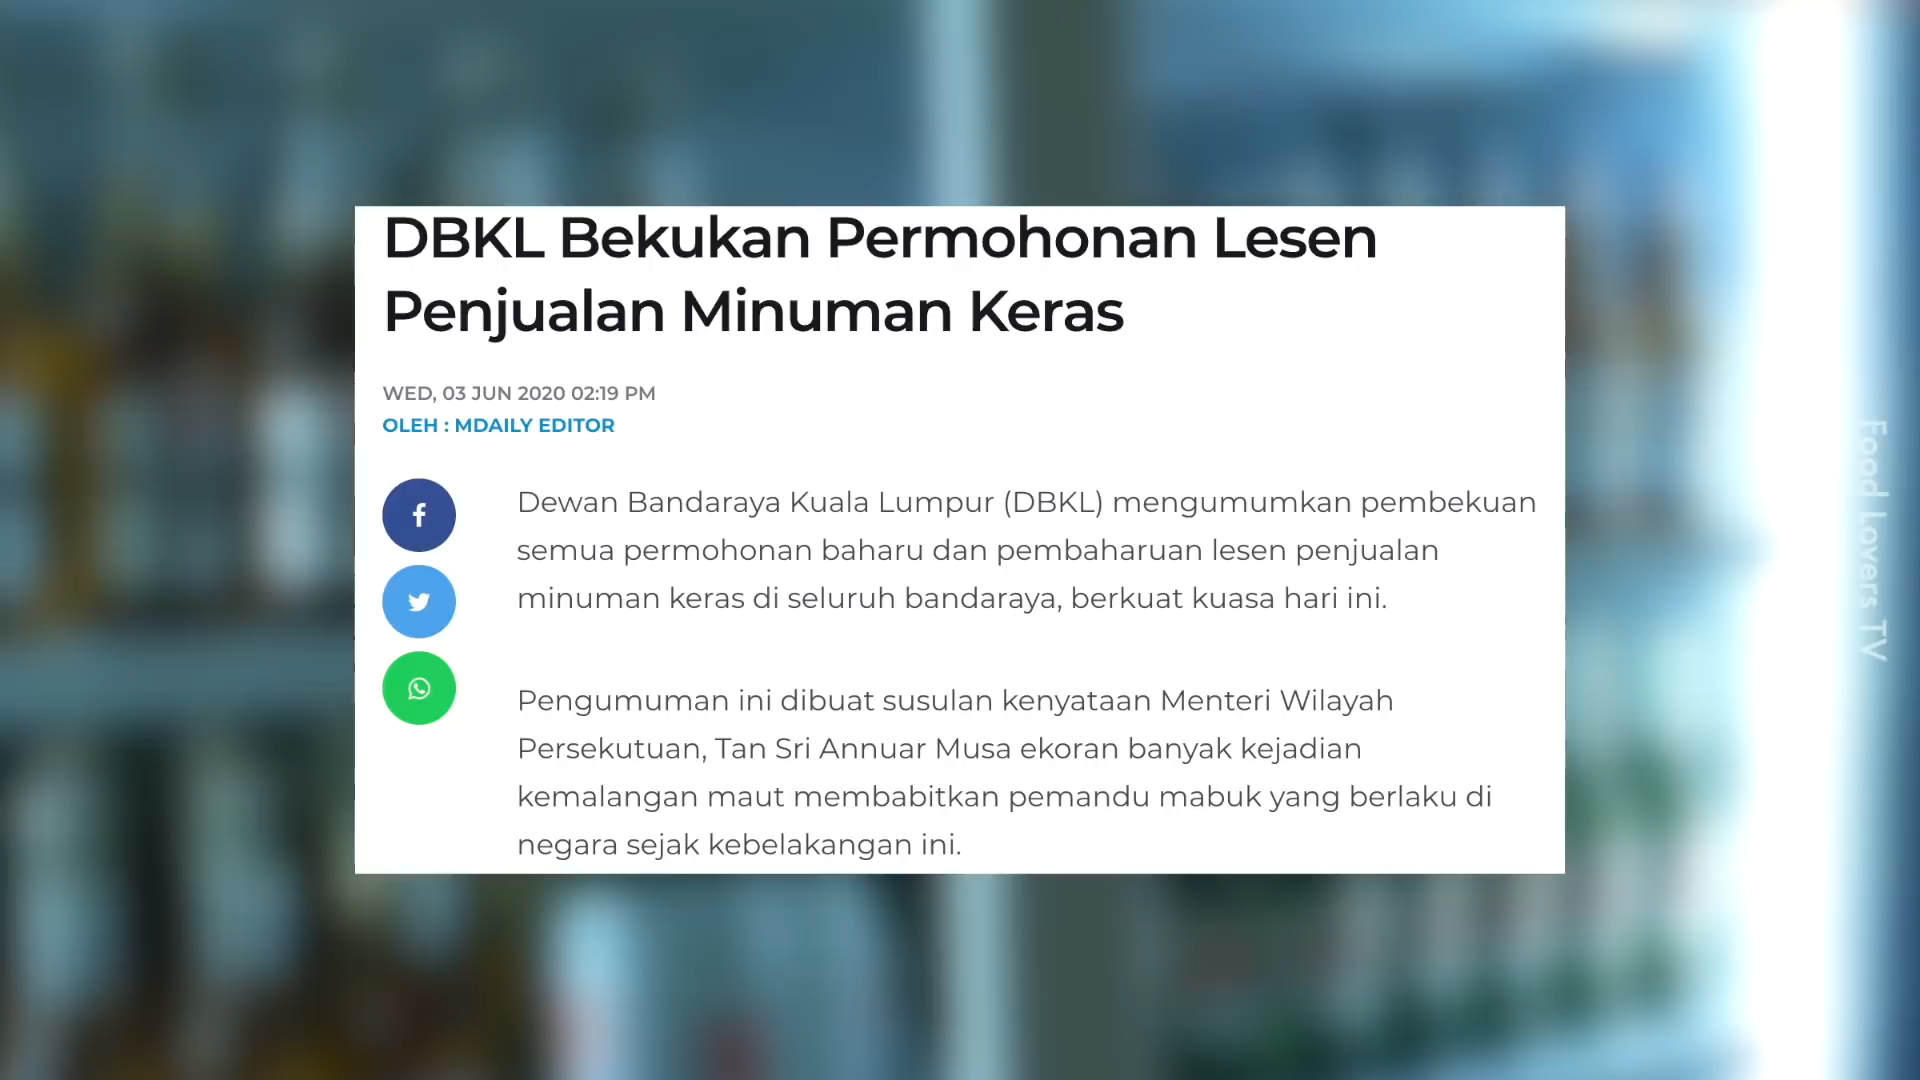 DBKL Bekukan Permohonan Lesen
Penjualan Minuman Keras
WED, 03 JUN 2020 02:19 PM
OLEH : MDAILY EDITOR
Dewan Bandaraya Kuala Lumpur (DBKL) mengumumkan pembekuan
semua permohonan baharu dan pembaharuan lesen penjualan
minuman keras di seluruh bandaraya, berkuat kuasa hari ini.
Pengumuman ini dibuat susulan kenyataan Menteri Wilayah
Persekutuan, Tan Sri Annuar Musa ekoran banyak kejadian
kemalangan maut membabitkan pemandu mabuk yang berlaku di
negara sejak kebelakangan ini.
Food Lovers TV